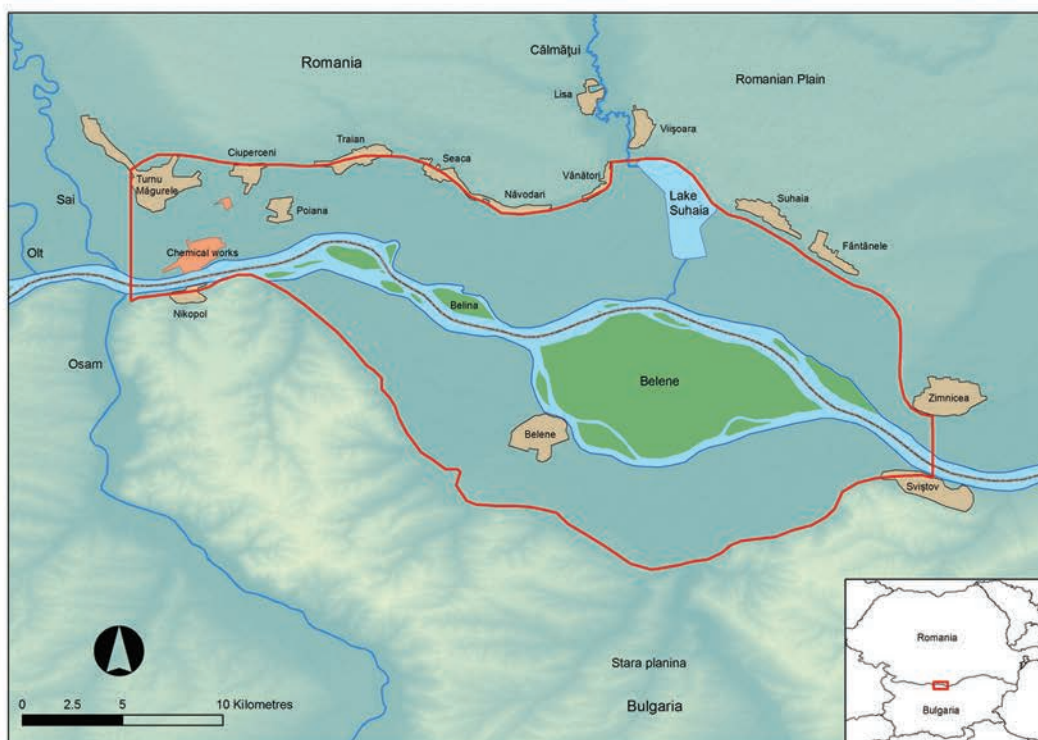 Romania
Călmățui
Romanian Plain
Lisa
Viișoara
Traian
Ciuperceni
Seaca
Turnu
Măgurele
Vânători
Năvodari
Sai
Poiana
Lake
Suhaia
Suhaia
Fântânele
Olt
Chemical works
Nikopol
Belina
Osam
Belene
Zimnicea
Belene
Sviștov
Stara planina
Bulgaria
0 2.5 5 10 Kilometres
Romania
Bulgaria